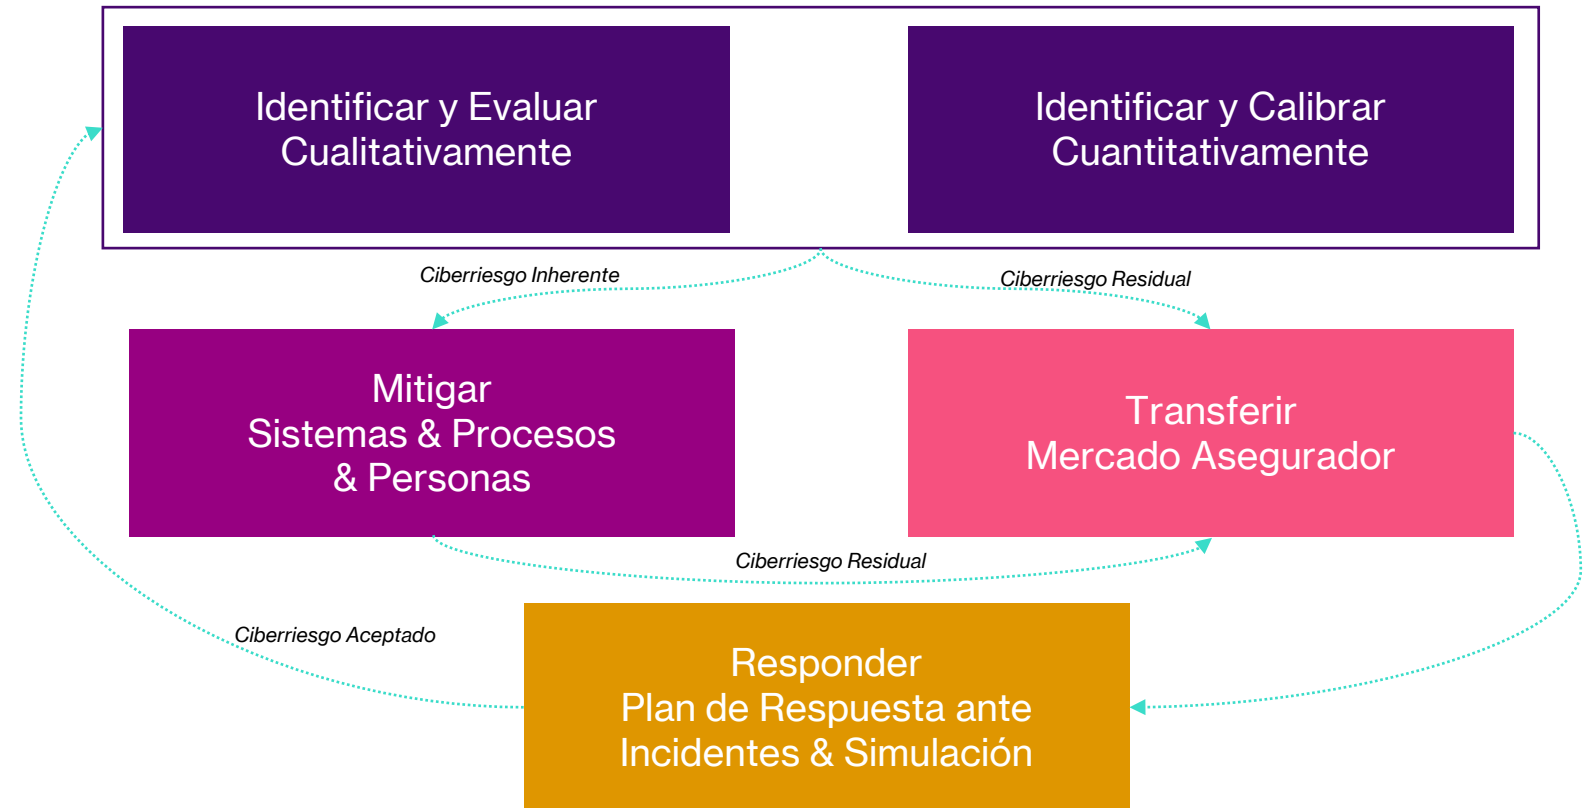 Identificar y Evaluar
Cualitativamente
Identificar y Calibrar
Cuantitativamente
Ciberriesgo Inherente
Ciberriesgo Residual
Mitigar
Sistemas & Procesos
& Personas
Transferir
Mercado Asegurador
Ciberriesgo Residual
Ciberriesgo Aceptado
Responder
Plan de Respuesta ante
Incidentes & Simulación